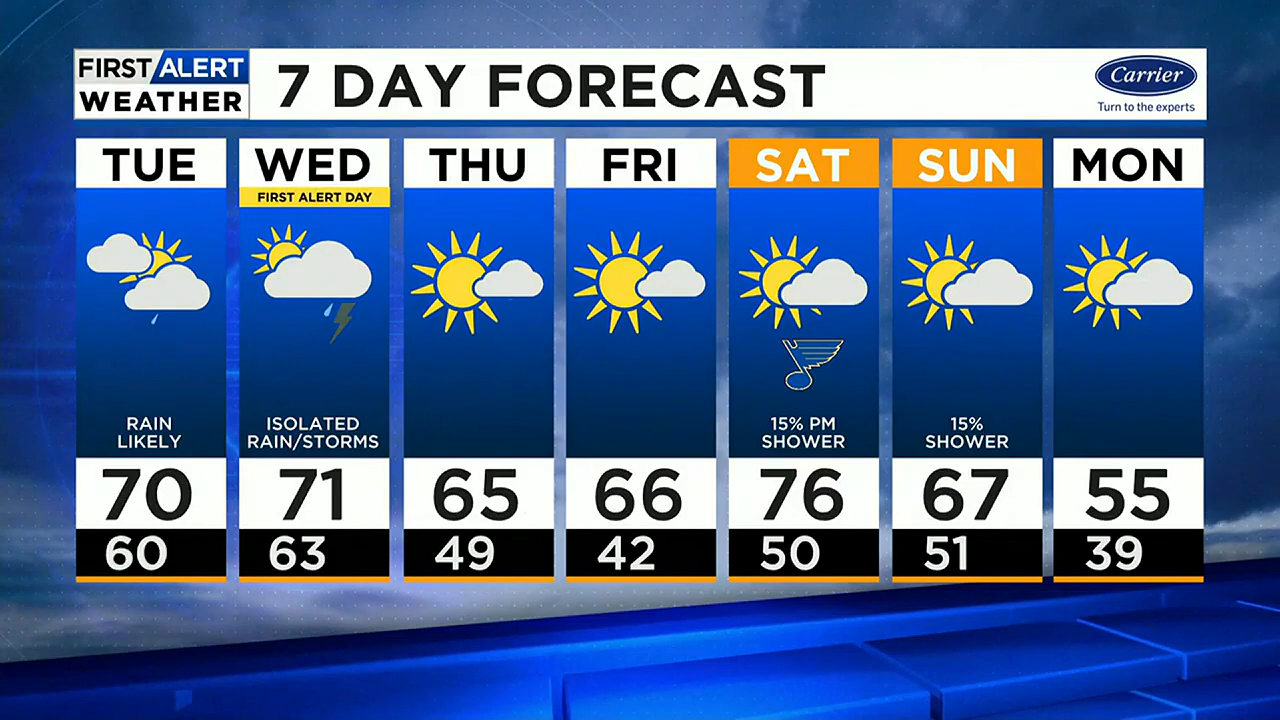 FIRST ALERT
WEATHER
7 DAY FORECAST
Carrier
Turn to the experts
TUE
RAIN
LIKELY
70
60
WED
FIRST ALERT DAY
ISOLATED
RAIN/STORMS
71
63
THU
65
49
FRI
66
42
SAT
15% PM
SHOWER
76
50
SUN
15%
SHOWER
67
51
MON
55
39